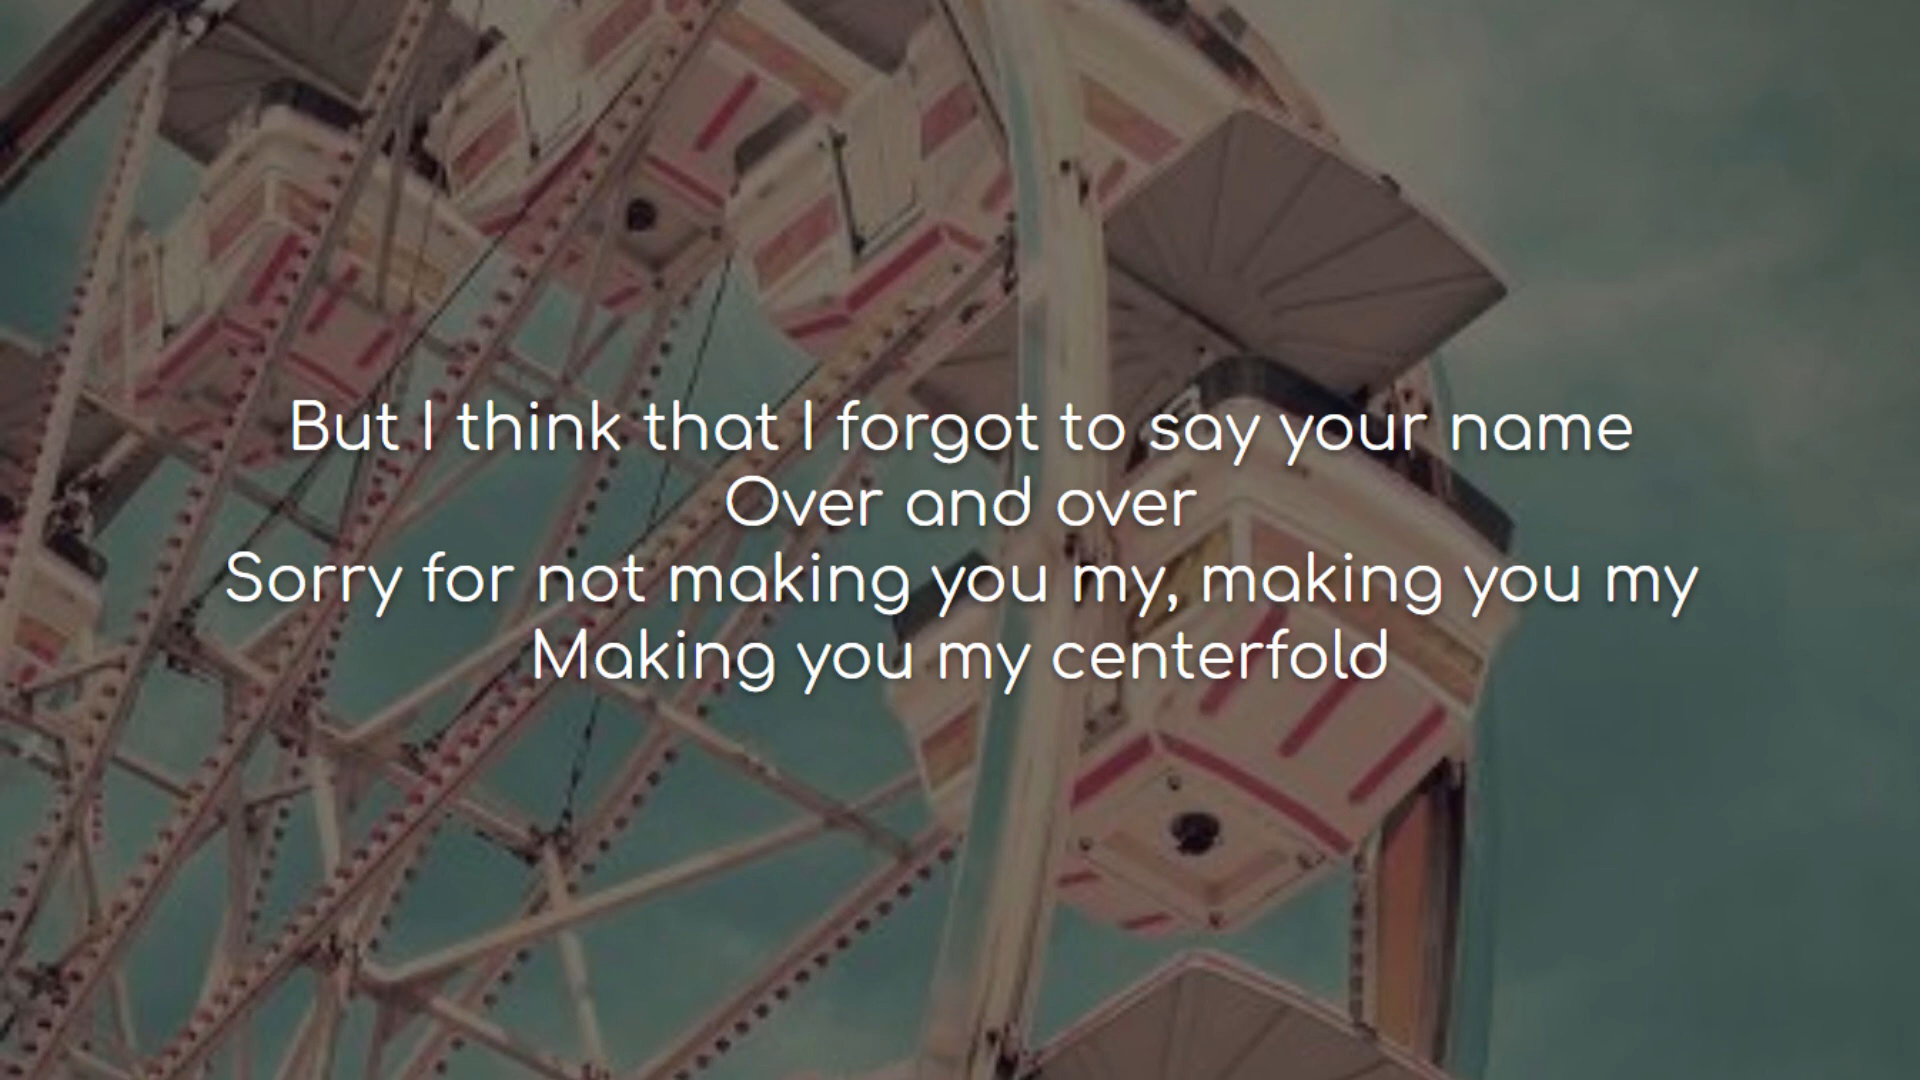 But I think that I forgot to say your name
Over and over
Sorry for not making you my, making you my
Making you my centerfold